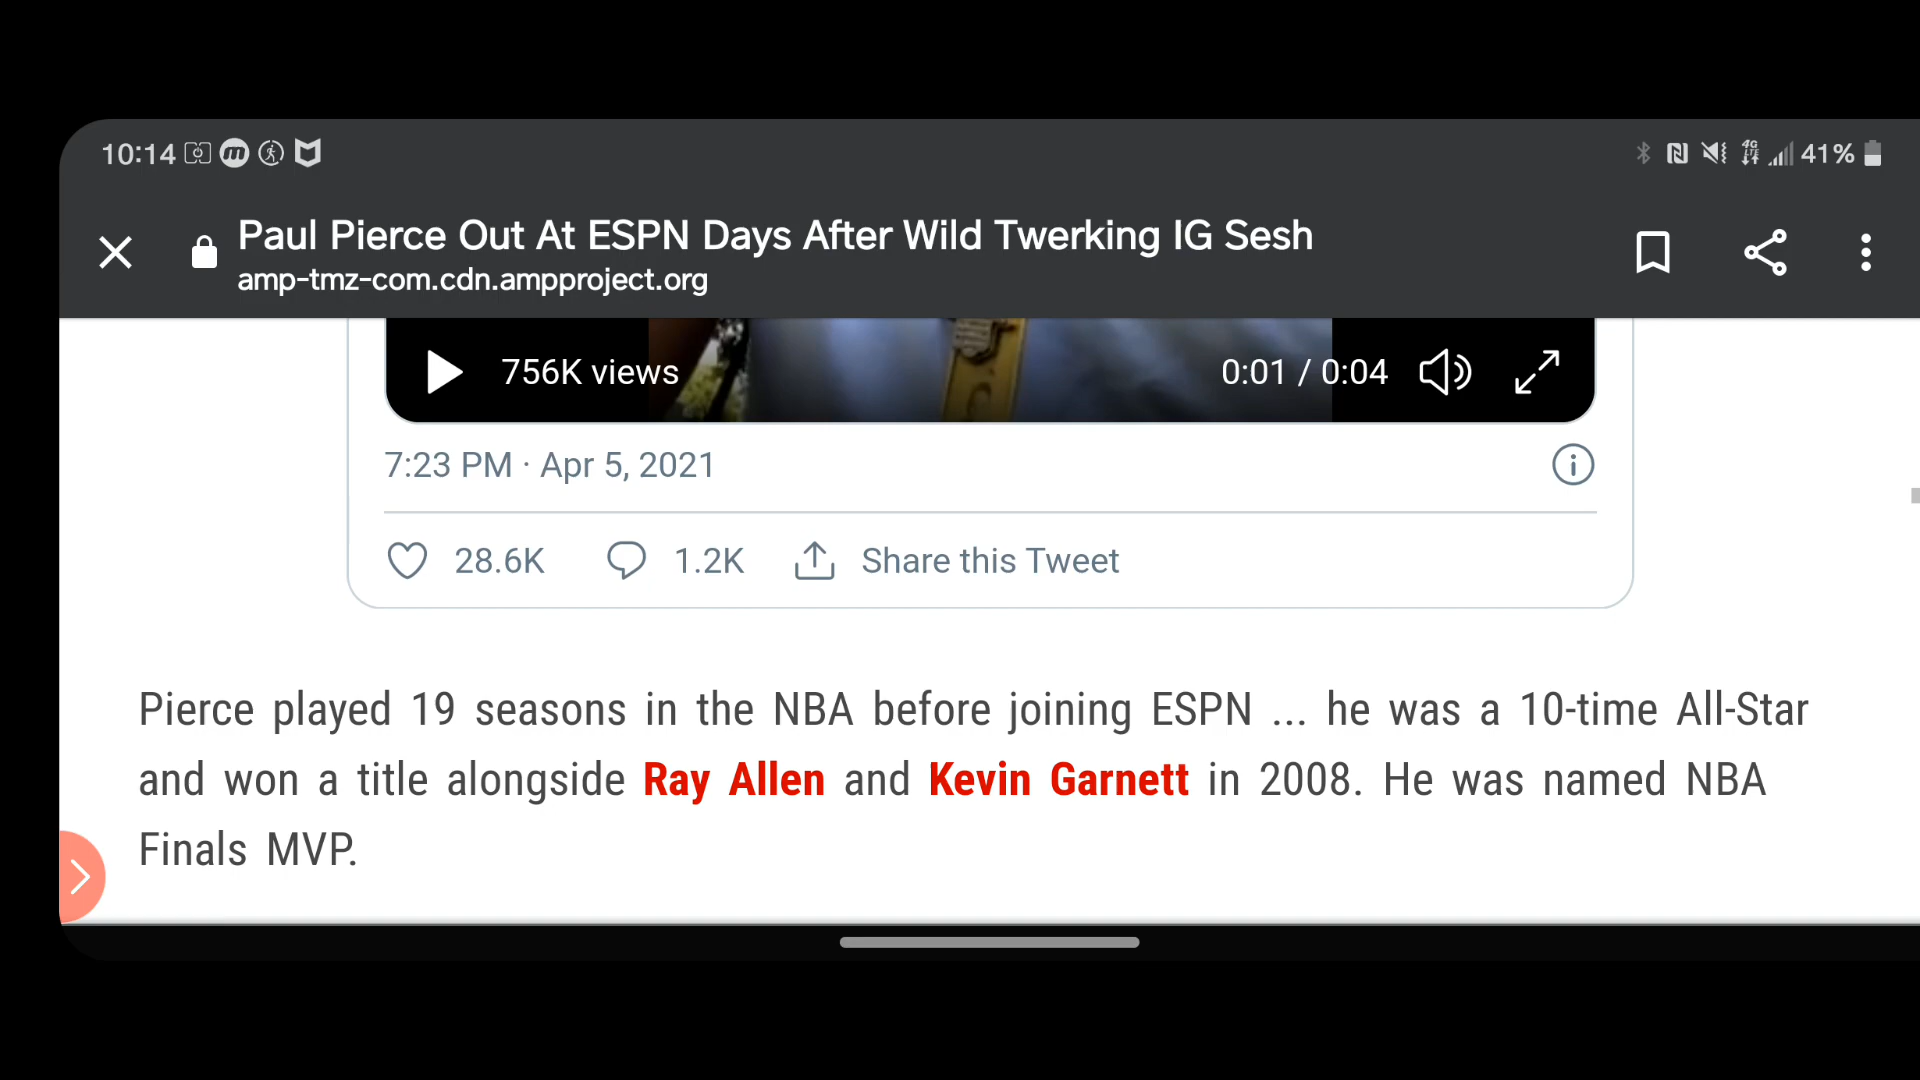 10:14
4G LTE 41%
Paul Pierce Out At ESPN Days After Wild Twerking IG Sesh
amp-tmz-com.cdn.ampproject.org
756K views 0:01 / 0:04
7:23 PM · Apr 5, 2021
28.6K 1.2K Share this Tweet
Pierce played 19 seasons in the NBA before joining ESPN ... he was a 10-time All-Star
and won a title alongside Ray Allen and Kevin Garnett in 2008. He was named NBA
Finals MVP.